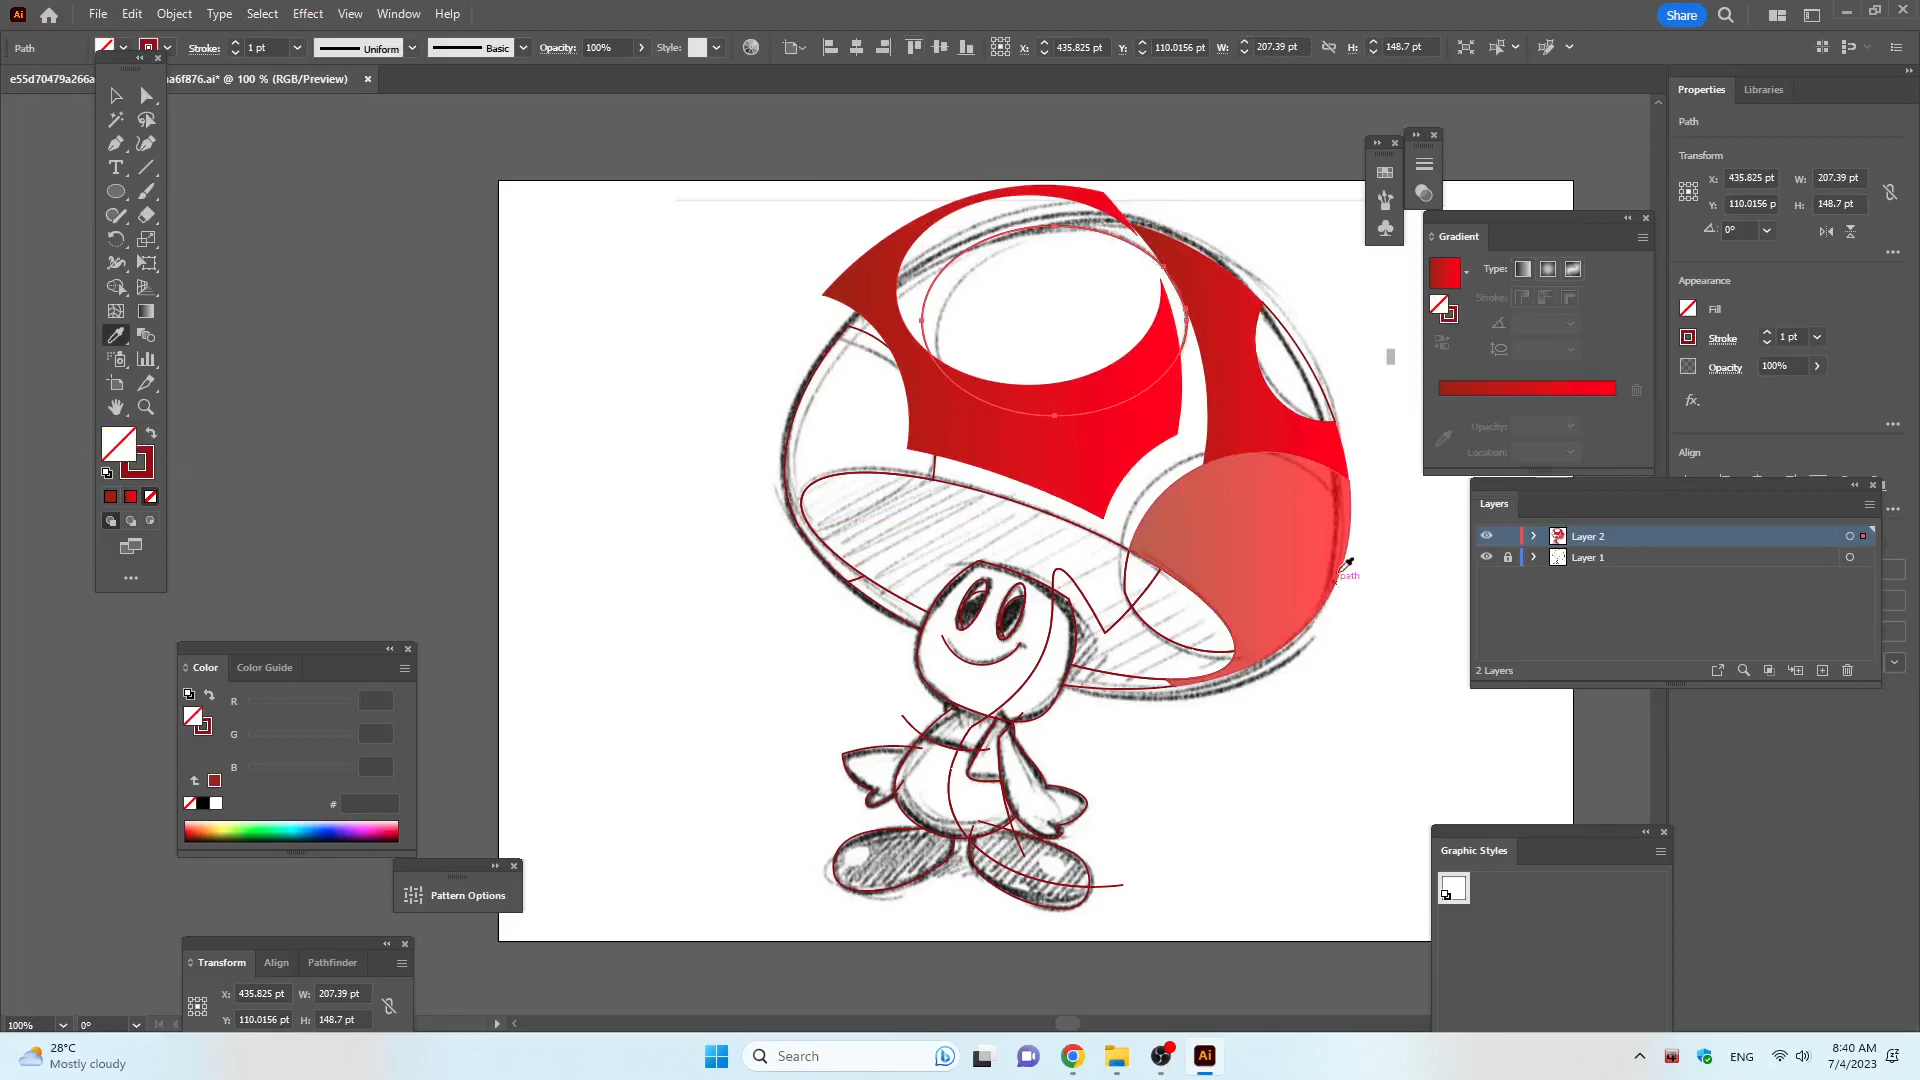 Ai
File Edit Object Type Select Effect View Window Help
Share
Path
Stroke: 1 pt
Uniform
Basic
Opacity: 100%
Style:
X: 435.825 pt
Y: 110.0156 pt
W: 207.39 pt
H: 148.7 pt
e55d70479a266a
a6f876.ai* @ 100 % (RGB/Preview)
Properties Libraries
Path
Transform
X: 435.825 pt W: 207.39 pt
Y: 110.0156 p H: 148.7 pt
0°
Appearance
Fill
Stroke 1 pt
Opacity 100%
fx.
Align
Gradient
Type:
Stroke:
Opacity:
Location:
Layers
Layer 2
Layer 1
2 Layers
path
Color Color Guide
R
G
B
#
Pattern Options
Transform Align Pathfinder
X: 435.825 pt W: 207.39 pt
Y: 110.0156 pt H: 148.7 pt
Graphic Styles
100% 0°
28°C
Mostly cloudy
Search
Ai
ENG
8:40 AM
7/4/2023